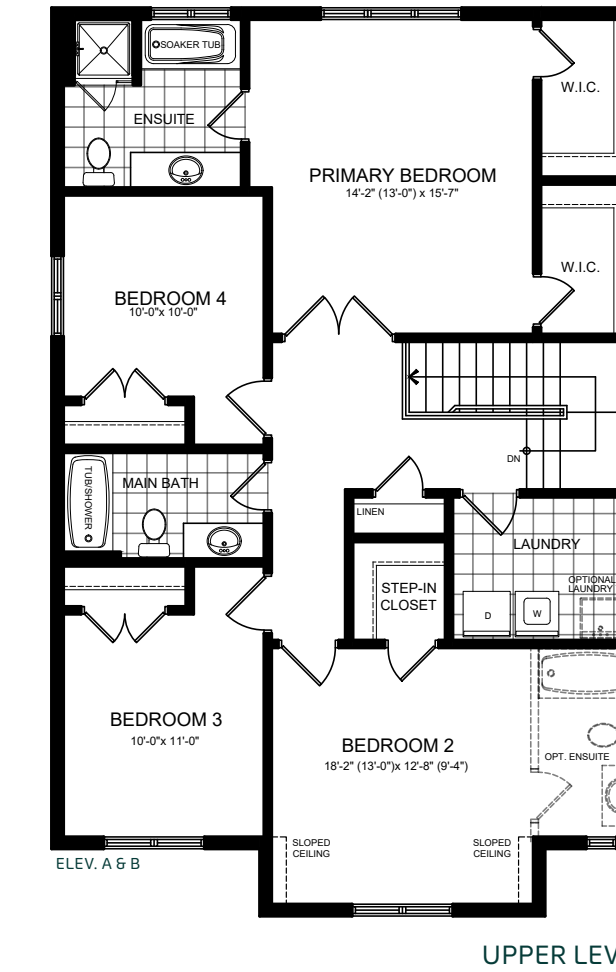 SOAKER TUB
W.I.C.
ENSUITE
PRIMARY BEDROOM
14'-2" (13'-0") x 15'-7"
W.I.C.
BEDROOM 4
10'-0"x 10'-0"
DN
MAIN BATH
TUB/SHOWER
LINEN
LAUNDRY
STEP-IN
CLOSET
OPTIONAL
LAUNDRY
D
W
BEDROOM 3
10'-0"x 11'-0"
BEDROOM 2
18'-2" (13'-0")x 12'-8" (9'-4")
OPT. ENSUITE
SLOPED
CEILING
SLOPED
CEILING
ELEV. A & B
UPPER LEV